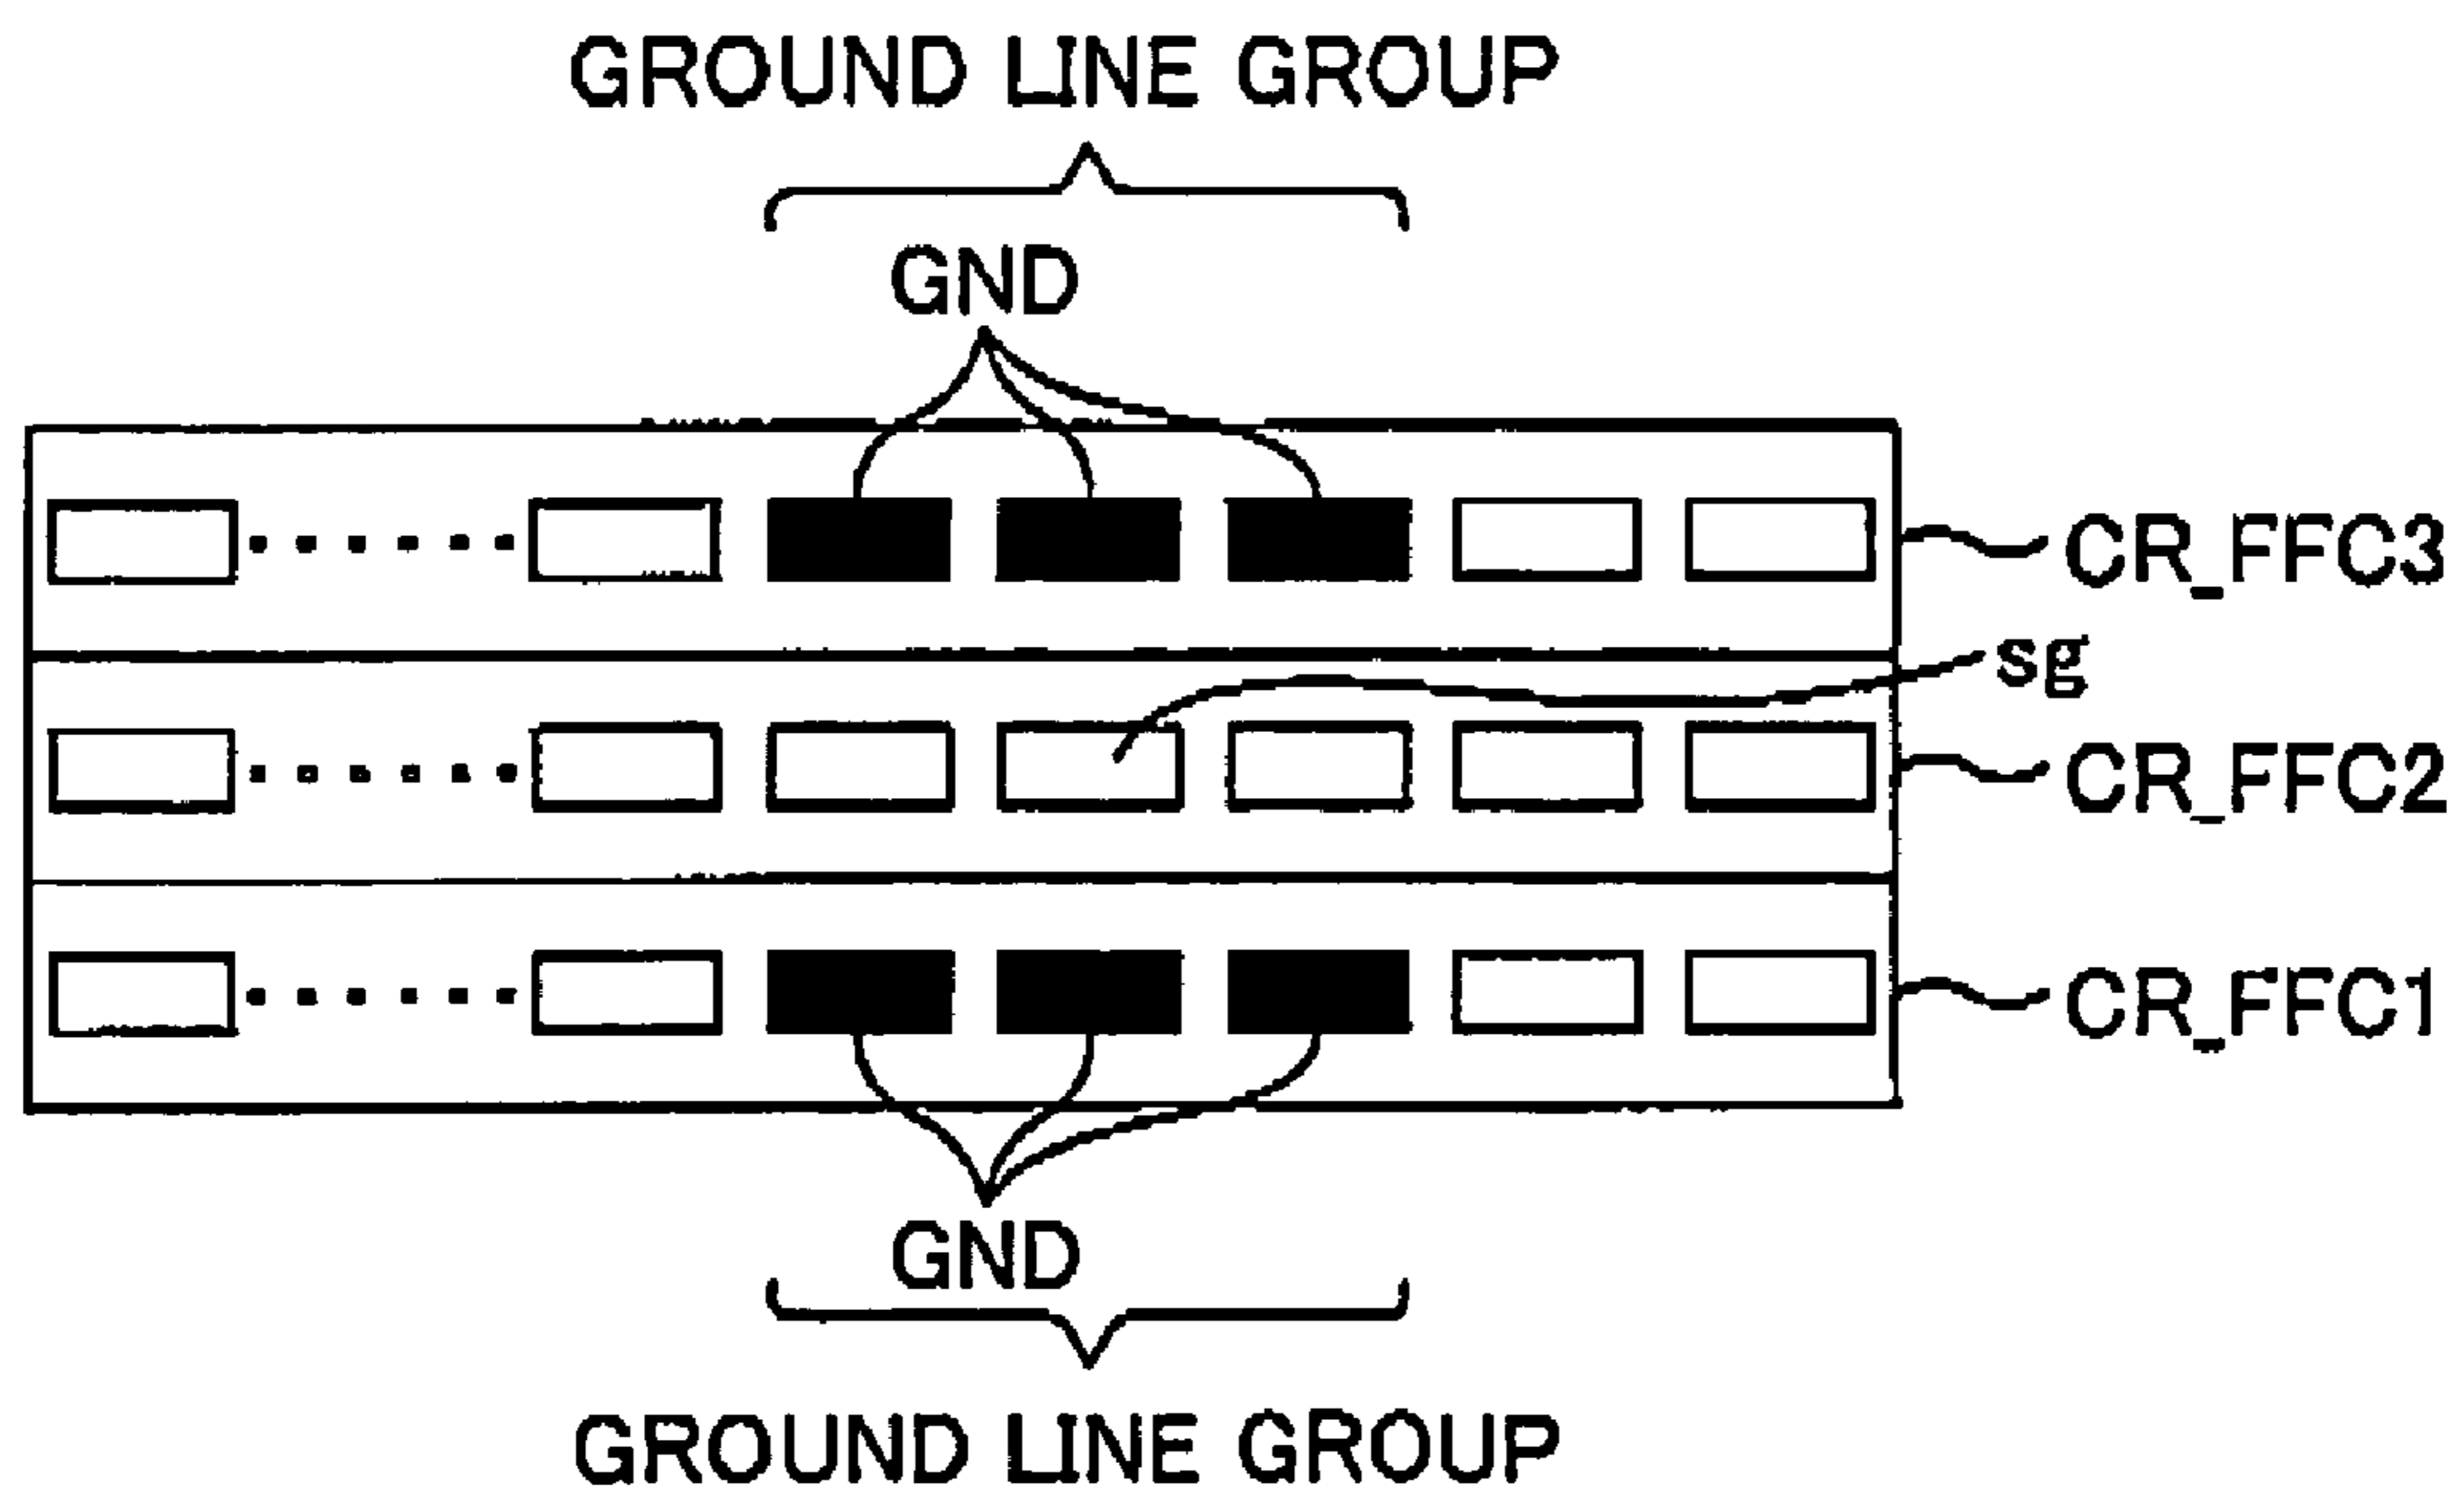 GROUND LINE GROUP
GND
CR_FFC3
sg
CR_FFC2
CR_FFC1
GND
GROUND LINE GROUP